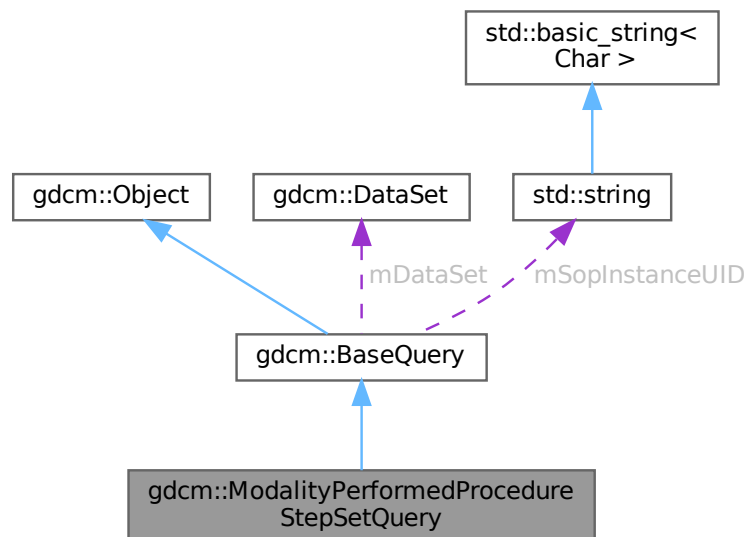 std::basic_string<
Char >
gdcm::Object
gdcm::DataSet
std::string
mDataSet
mSopInstanceUID
gdcm::BaseQuery
gdcm::ModalityPerformedProcedure
StepSetQuery